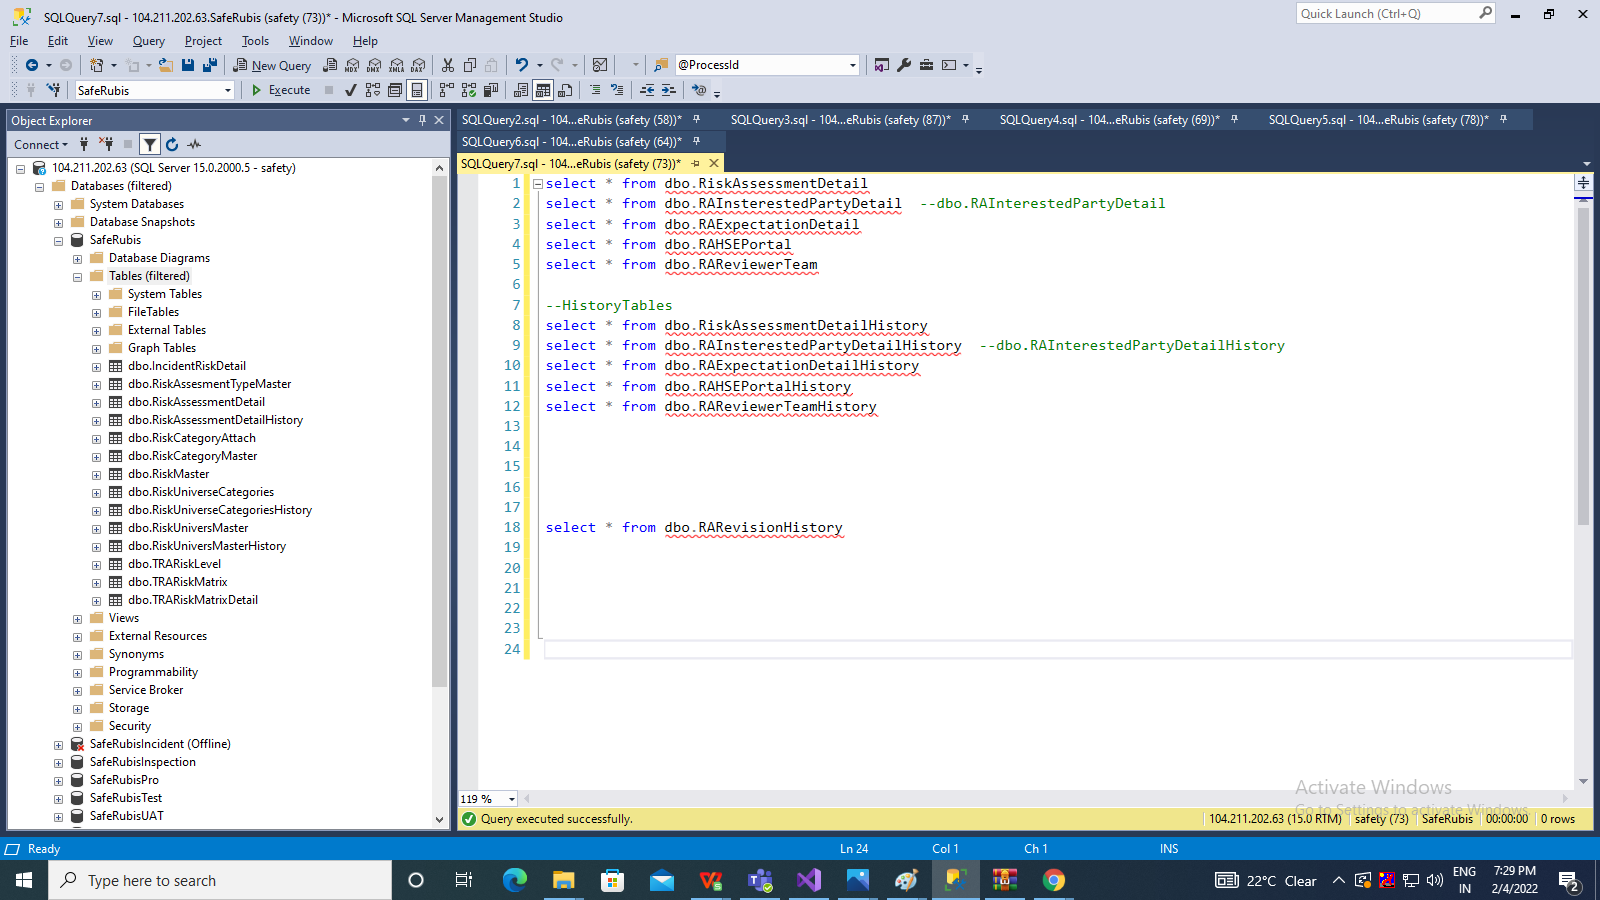 SQLQuery7.sql - 104.211.202.63.SafeRubis (safety (73))* - Microsoft SQL Server Management Studio
Quick Launch (Ctrl+Q)
File Edit View Query Project Tools Window Help
New Query MDX DMX XMLA DAX @ProcessId
SafeRubis Execute
Object Explorer
Connect
104.211.202.63 (SQL Server 15.0.2000.5 - safety)
Databases (filtered)
System Databases
Database Snapshots
SafeRubis
Database Diagrams
Tables (filtered)
System Tables
FileTables
External Tables
Graph Tables
dbo.IncidentRiskDetail
dbo.RiskAssesmentTypeMaster
dbo.RiskAssessmentDetail
dbo.RiskAssessmentDetailHistory
dbo.RiskCategoryAttach
dbo.RiskCategoryMaster
dbo.RiskMaster
dbo.RiskUniverseCategories
dbo.RiskUniverseCategoriesHistory
dbo.RiskUniversMaster
dbo.RiskUniversMasterHistory
dbo.TRARiskLevel
dbo.TRARiskMatrix
dbo.TRARiskMatrixDetail
Views
External Resources
Synonyms
Programmability
Service Broker
Storage
Security
SafeRubisIncident (Offline)
SafeRubisInspection
SafeRubisPro
SafeRubisTest
SafeRubisUAT
SQLQuery2.sql - 104...eRubis (safety (58))* SQLQuery3.sql - 104...eRubis (safety (87))* SQLQuery4.sql - 104...eRubis (safety (69))* SQLQuery5.sql - 104...eRubis (safety (78))*
SQLQuery6.sql - 104...eRubis (safety (64))*
SQLQuery7.sql - 104...eRubis (safety (73))*
1 select * from dbo.RiskAssessmentDetail
2 select * from dbo.RAInsterestedPartyDetail --dbo.RAInterestedPartyDetail
3 select * from dbo.RAExpectationDetail
4 select * from dbo.RAHSEPortal
5 select * from dbo.RAReviewerTeam
6
7 --HistoryTables
8 select * from dbo.RiskAssessmentDetailHistory
9 select * from dbo.RAInsterestedPartyDetailHistory --dbo.RAInterestedPartyDetailHistory
10 select * from dbo.RAExpectationDetailHistory
11 select * from dbo.RAHSEPortalHistory
12 select * from dbo.RAReviewerTeamHistory
13
14
15
16
17
18 select * from dbo.RARevisionHistory
19
20
21
22
23
24
119 %
Activate Windows
Go to Settings to activate Windows.
Query executed successfully. 104.211.202.63 (15.0 RTM) safety (73) SafeRubis 00:00:00 0 rows
Ready Ln 24 Col 1 Ch 1 INS
Type here to search
22°C Clear
ENG
IN
7:29 PM
2/4/2022
2